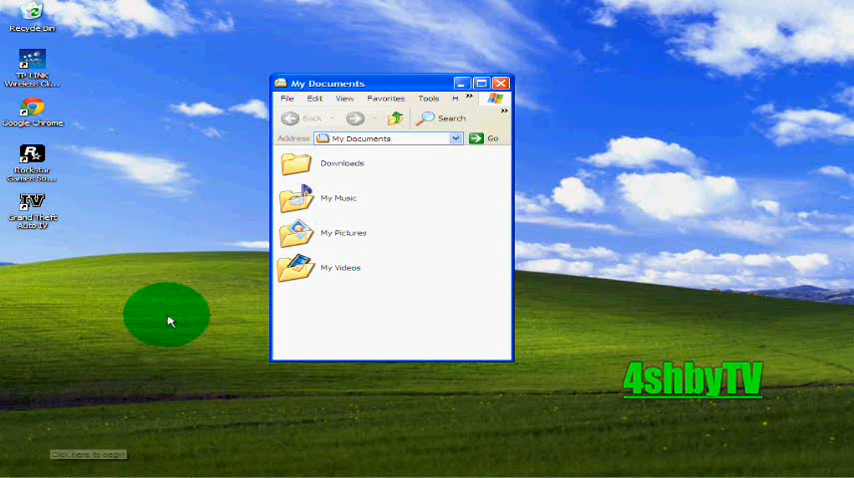 Recycle Bin
TP-LINK
Wireless Cli...
Google Chrome
Rockstar
Games So...
IV
Grand Theft
Auto IV
My Documents
File Edit View Favorites Tools H »
Back
Search
»
Address My Documents Go
Downloads
My Music
My Pictures
My Videos
4shbyTV
Click here to begin